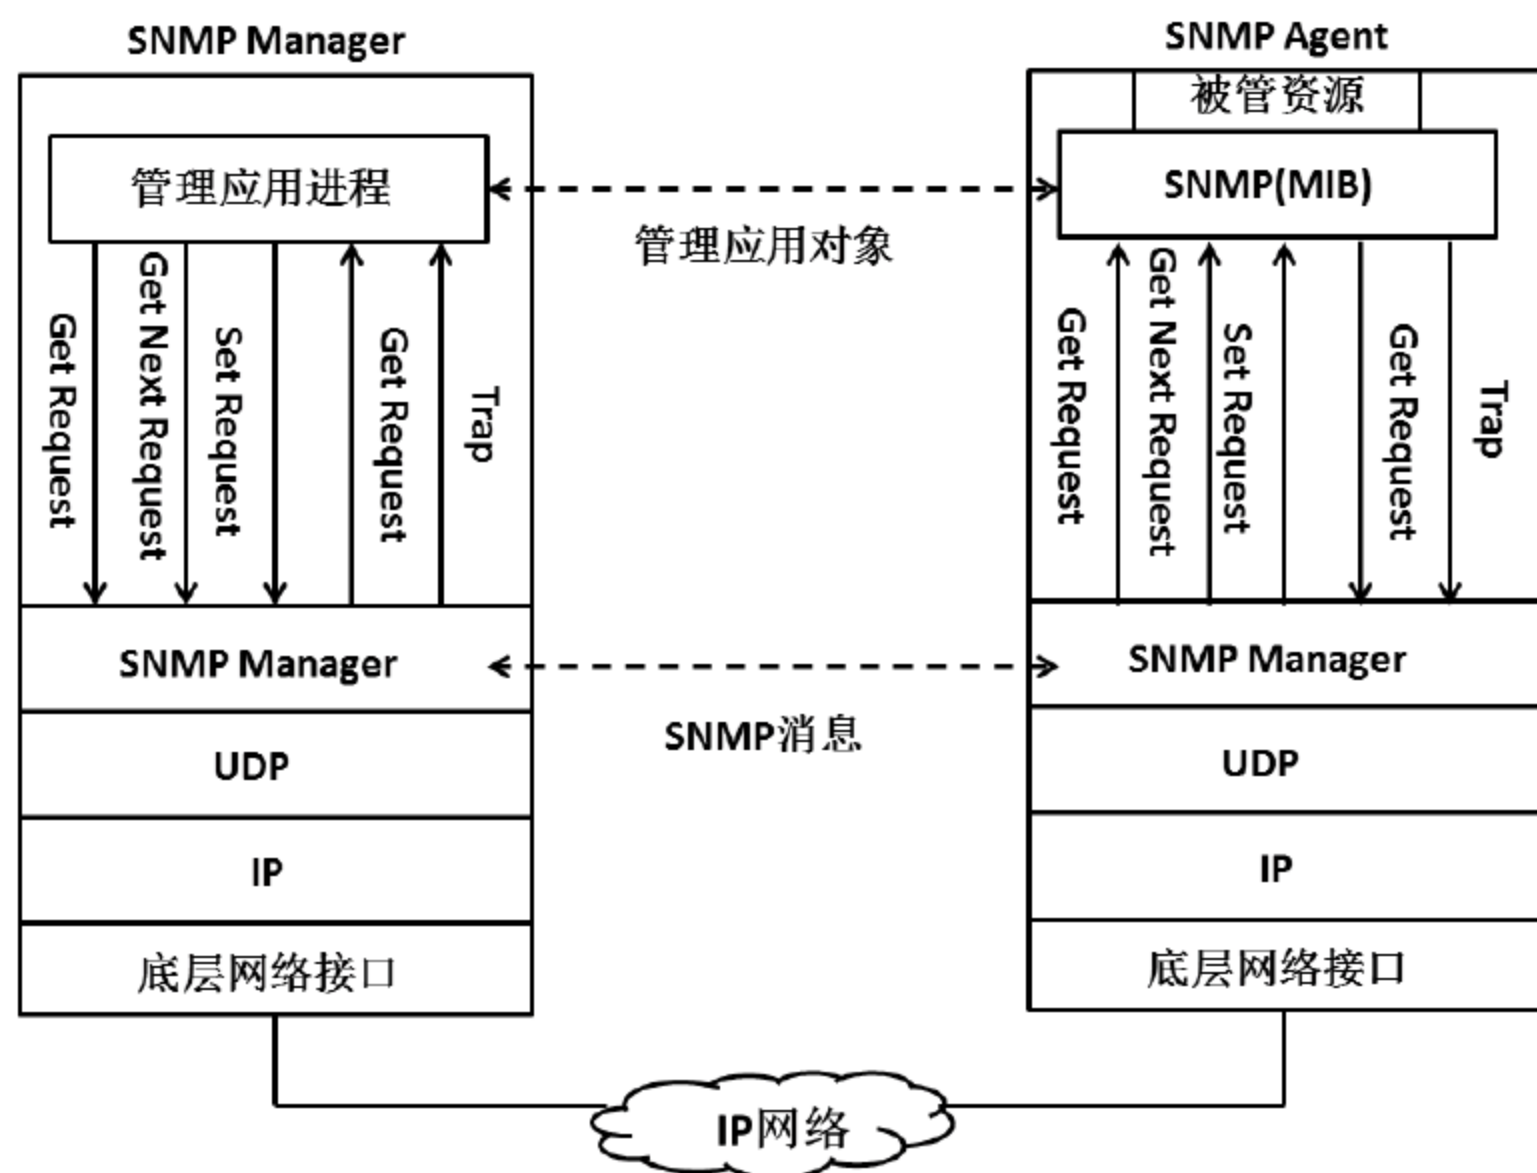 SNMP Manager
SNMP Agent
被管资源
管理应用进程
SNMP(MIB)
管理应用对象
Get Request
Get Next Request
Set Request
Get Request
Trap
Get Request
Get Next Request
Set Request
Get Request
Trap
SNMP Manager
SNMP Manager
SNMP消息
UDP
UDP
IP
IP
底层网络接口
底层网络接口
IP网络